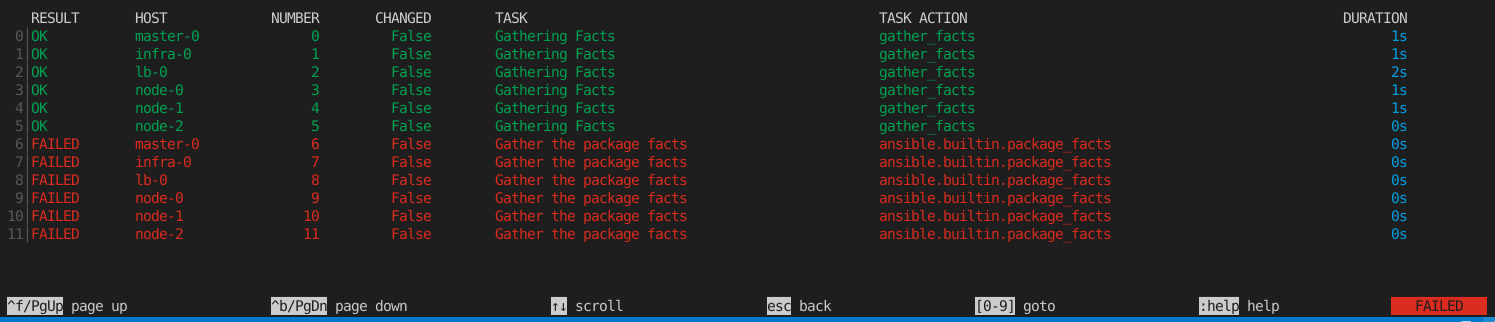 RESULT HOST NUMBER CHANGED TASK TASK ACTION DURATION
0 OK master-0 0 False Gathering Facts gather_facts 1s
1 OK infra-0 1 False Gathering Facts gather_facts 1s
2 OK lb-0 2 False Gathering Facts gather_facts 2s
3 OK node-0 3 False Gathering Facts gather_facts 1s
4 OK node-1 4 False Gathering Facts gather_facts 1s
5 OK node-2 5 False Gathering Facts gather_facts 0s
6 FAILED master-0 6 False Gather the package facts ansible.builtin.package_facts 0s
7 FAILED infra-0 7 False Gather the package facts ansible.builtin.package_facts 0s
8 FAILED lb-0 8 False Gather the package facts ansible.builtin.package_facts 0s
9 FAILED node-0 9 False Gather the package facts ansible.builtin.package_facts 0s
10 FAILED node-1 10 False Gather the package facts ansible.builtin.package_facts 0s
11 FAILED node-2 11 False Gather the package facts ansible.builtin.package_facts 0s
^f/PgUp page up ^b/PgDn page down ↑↓ scroll esc back [0-9] goto :help help FAILED